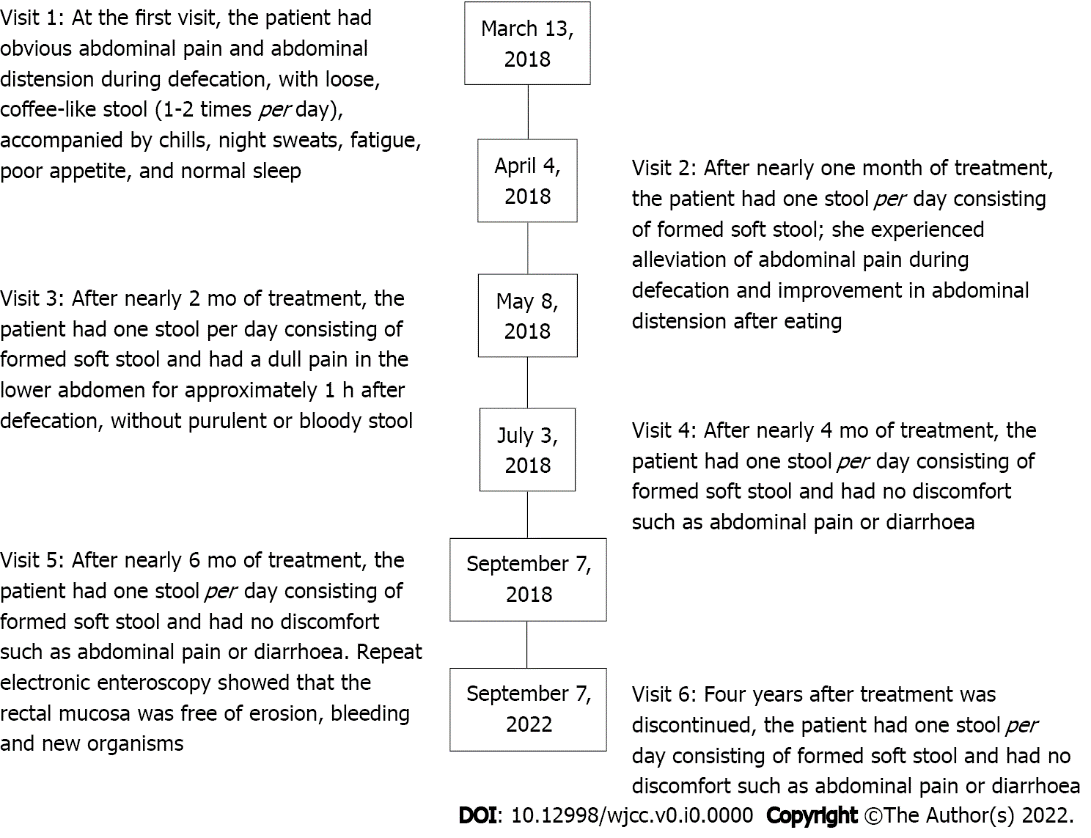 Visit 1: At the first visit, the patient had
obvious abdominal pain and abdominal
distension during defecation, with loose,
coffee-like stool (1-2 times per day),
accompanied by chills, night sweats, fatigue,
poor appetite, and normal sleep
March 13,
2018
April 4,
2018
Visit 2: After nearly one month of treatment,
the patient had one stool per day consisting
of formed soft stool; she experienced
alleviation of abdominal pain during
defecation and improvement in abdominal
distension after eating
Visit 3: After nearly 2 mo of treatment, the
patient had one stool per day consisting of
formed soft stool and had a dull pain in the
lower abdomen for approximately 1 h after
defecation, without purulent or bloody stool
May 8,
2018
July 3,
2018
Visit 4: After nearly 4 mo of treatment, the
patient had one stool per day consisting of
formed soft stool and had no discomfort
such as abdominal pain or diarrhoea
Visit 5: After nearly 6 mo of treatment, the
patient had one stool per day consisting of
formed soft stool and had no discomfort
such as abdominal pain or diarrhoea. Repeat
electronic enteroscopy showed that the
rectal mucosa was free of erosion, bleeding
and new organisms
September 7,
2018
September 7,
2022
Visit 6: Four years after treatment was
discontinued, the patient had one stool per
day consisting of formed soft stool and had no
discomfort such as abdominal pain or diarrhoea
DOI: 10.12998/wjcc.v0.i0.0000 Copyright ©The Author(s) 2022.